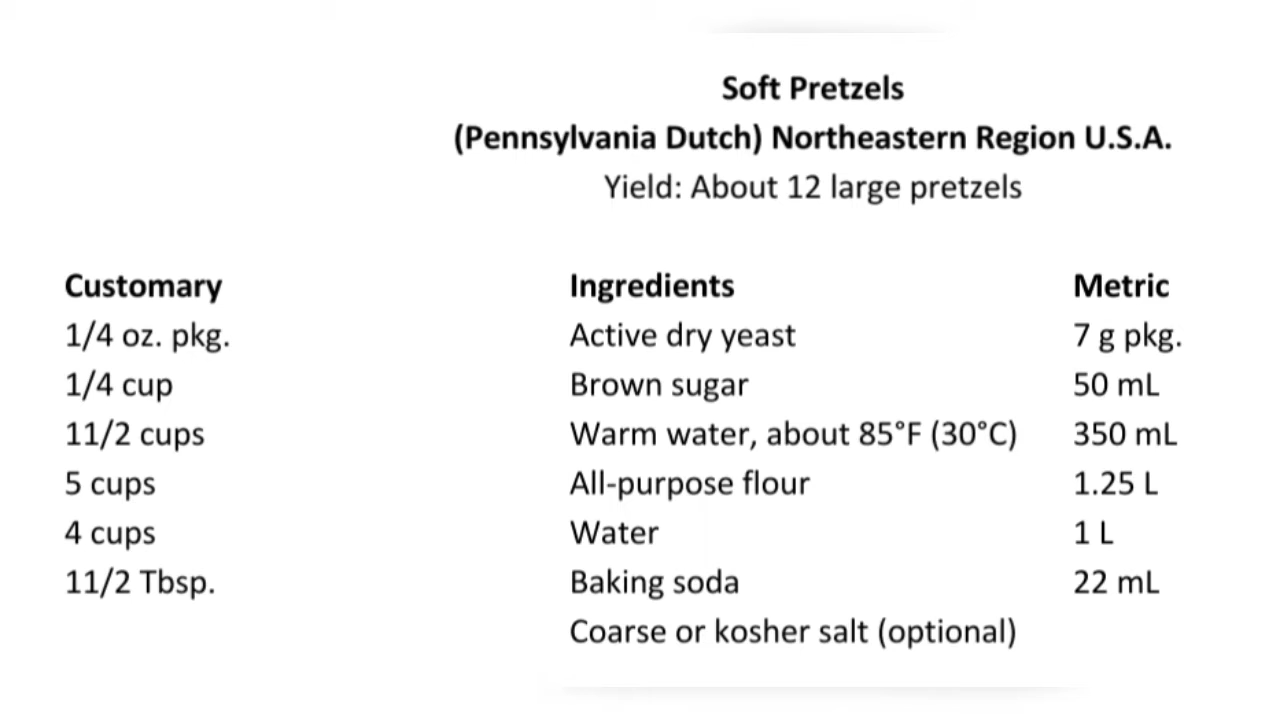 Soft Pretzels
(Pennsylvania Dutch) Northeastern Region U.S.A.
Yield: About 12 large pretzels
Customary Ingredients Metric
1/4 oz. pkg. Active dry yeast 7 g pkg.
1/4 cup Brown sugar 50 mL
11/2 cups Warm water, about 85°F (30°C) 350 mL
5 cups All-purpose flour 1.25 L
4 cups Water 1 L
11/2 Tbsp. Baking soda 22 mL
Coarse or kosher salt (optional)